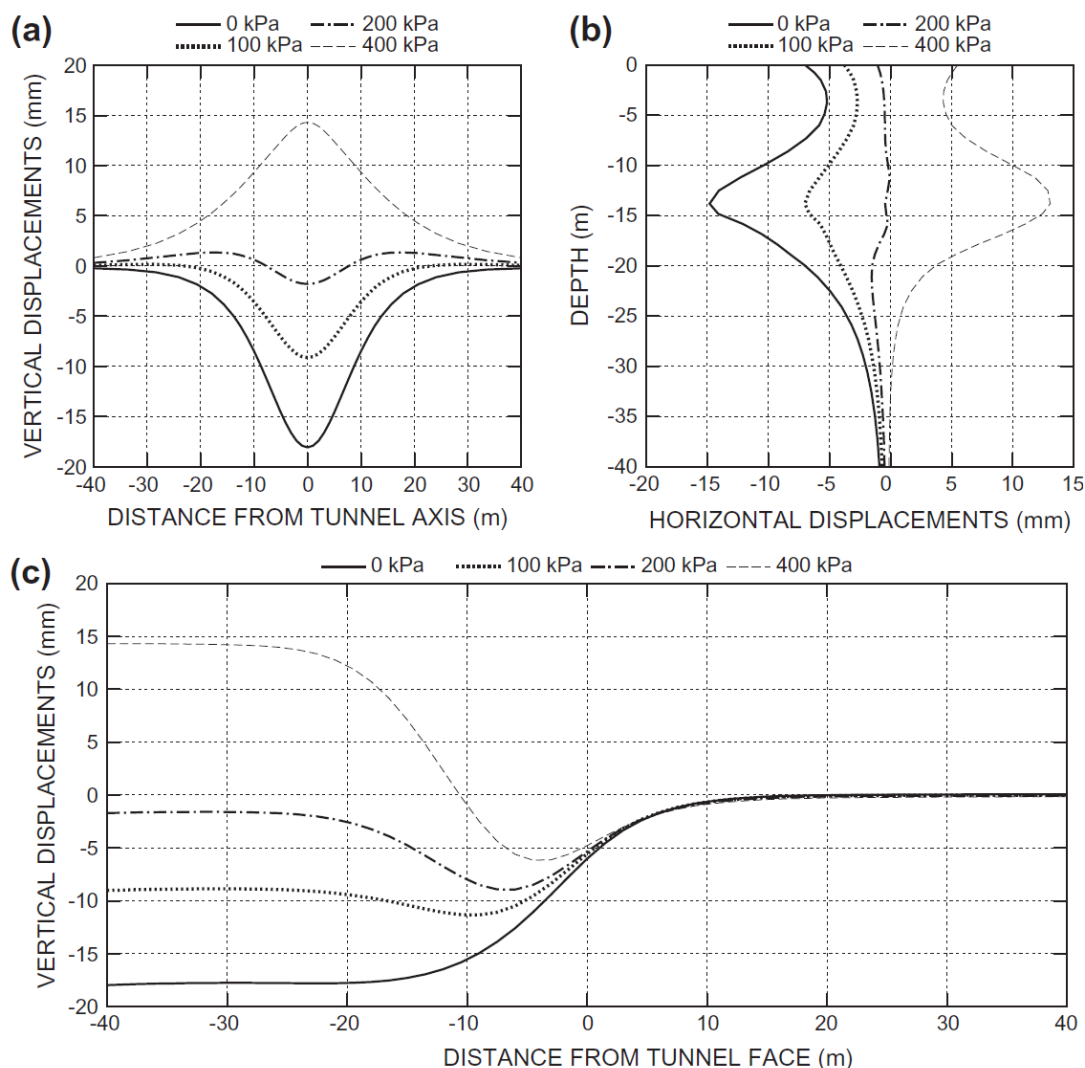 (a)
0 kPa 200 kPa
100 kPa 400 kPa
VERTICAL DISPLACEMENTS (mm)
20
15
10
5
0
-5
-10
-15
-20
-40 -30 -20 -10 0 10 20 30 40
DISTANCE FROM TUNNEL AXIS (m)
(b)
0 kPa 200 kPa
100 kPa 400 kPa
DEPTH (m)
0
-5
-10
-15
-20
-25
-30
-35
-40
-20 -15 -10 -5 0 5 10 15
HORIZONTAL DISPLACEMENTS (mm)
(c)
0 kPa 100 kPa 200 kPa 400 kPa
VERTICAL DISPLACEMENTS (mm)
20
15
10
5
0
-5
-10
-15
-20
-40 -30 -20 -10 0 10 20 30 40
DISTANCE FROM TUNNEL FACE (m)